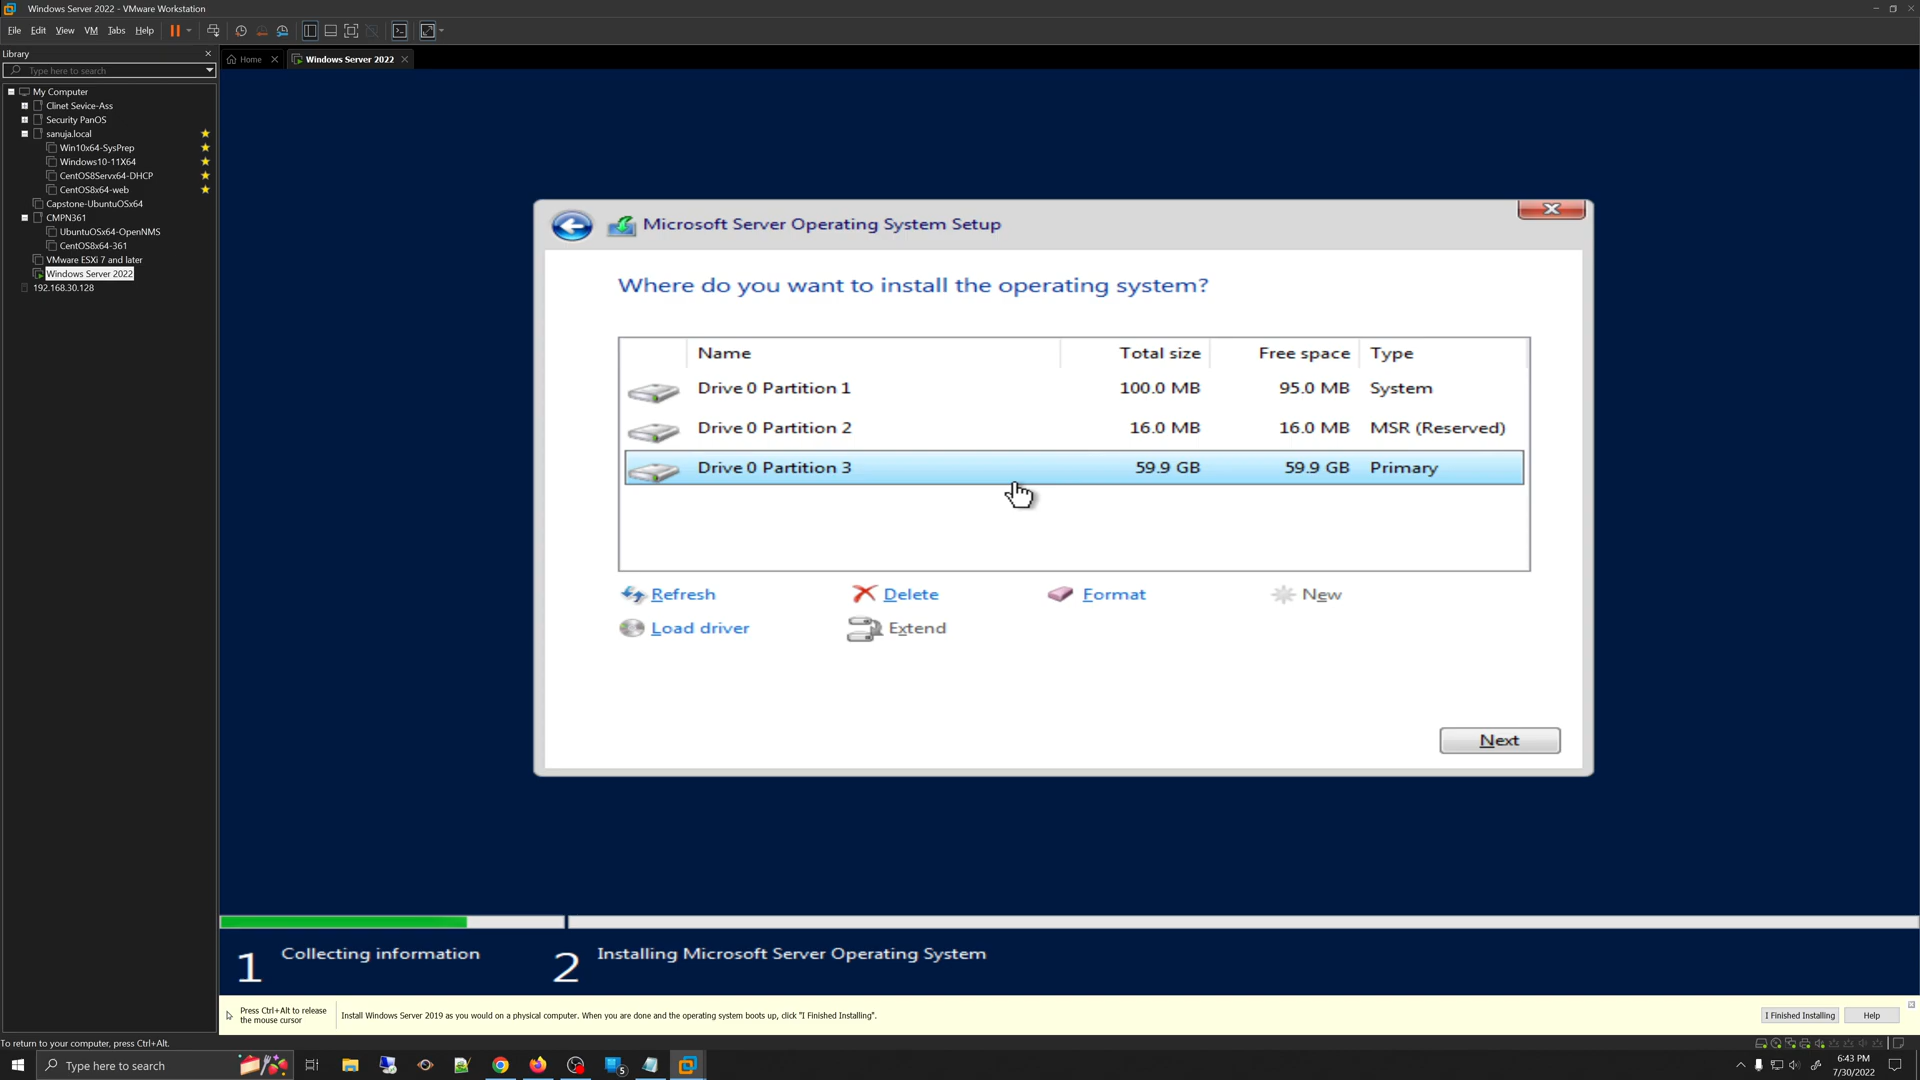 Windows Server 2022 - VMware Workstation
File Edit View VM Tabs Help
Library
Type here to search
My Computer
Clinet Sevice-Ass
Security PanOS
sanuja.local
Win10x64-SysPrep
Windows10-11X64
CentOS8Servx64-DHCP
CentOS8x64-web
Capstone-UbuntuOSx64
CMPN361
UbuntuOSx64-OpenNMS
CentOS8x64-361
VMware ESXi 7 and later
Windows Server 2022
192.168.30.128
Home
Windows Server 2022
Microsoft Server Operating System Setup
Where do you want to install the operating system?
Name Total size Free space Type
Drive 0 Partition 1 100.0 MB 95.0 MB System
Drive 0 Partition 2 16.0 MB 16.0 MB MSR (Reserved)
Drive 0 Partition 3 59.9 GB 59.9 GB Primary
Refresh Delete Format New
Load driver Extend
Next
1 Collecting information 2 Installing Microsoft Server Operating System
Press Ctrl+Alt to release
the mouse cursor
Install Windows Server 2019 as you would on a physical computer. When you are done and the operating system boots up, click "I Finished Installing".
I Finished Installing Help
To return to your computer, press Ctrl+Alt.
Type here to search
5
6:43 PM
7/30/2022